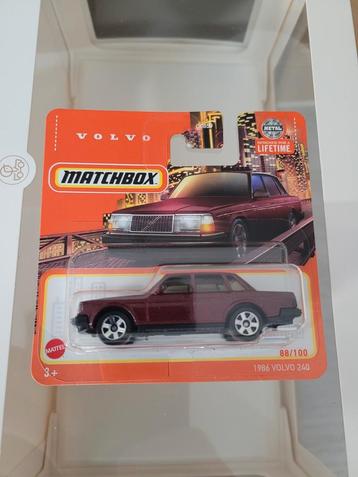 VOLVO
METAL
LIFETIME
MATCHBOX
MATTEL
88/100
3+
1986 VOLVO 240